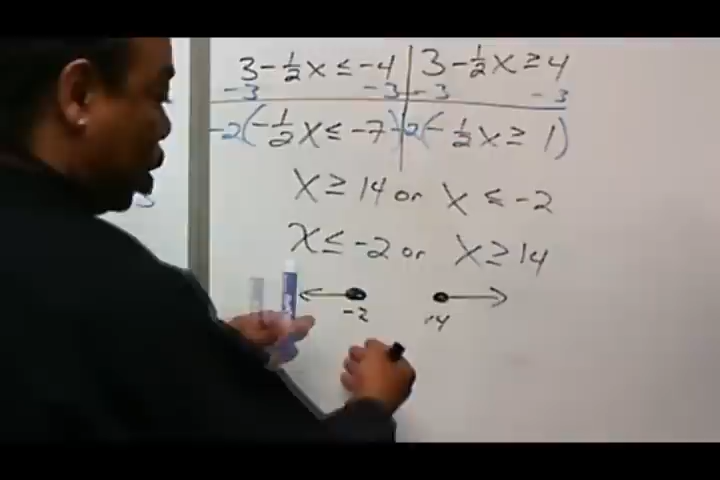 3-½x ≤ -4 | 3-½x ≥ 4
-3 -3 -3 -3
-2(-½x ≤ -7) -2(-½x ≥ 1)
x ≥ 14 or x ≤ -2
x ≤ -2 or x ≥ 14
-2 14